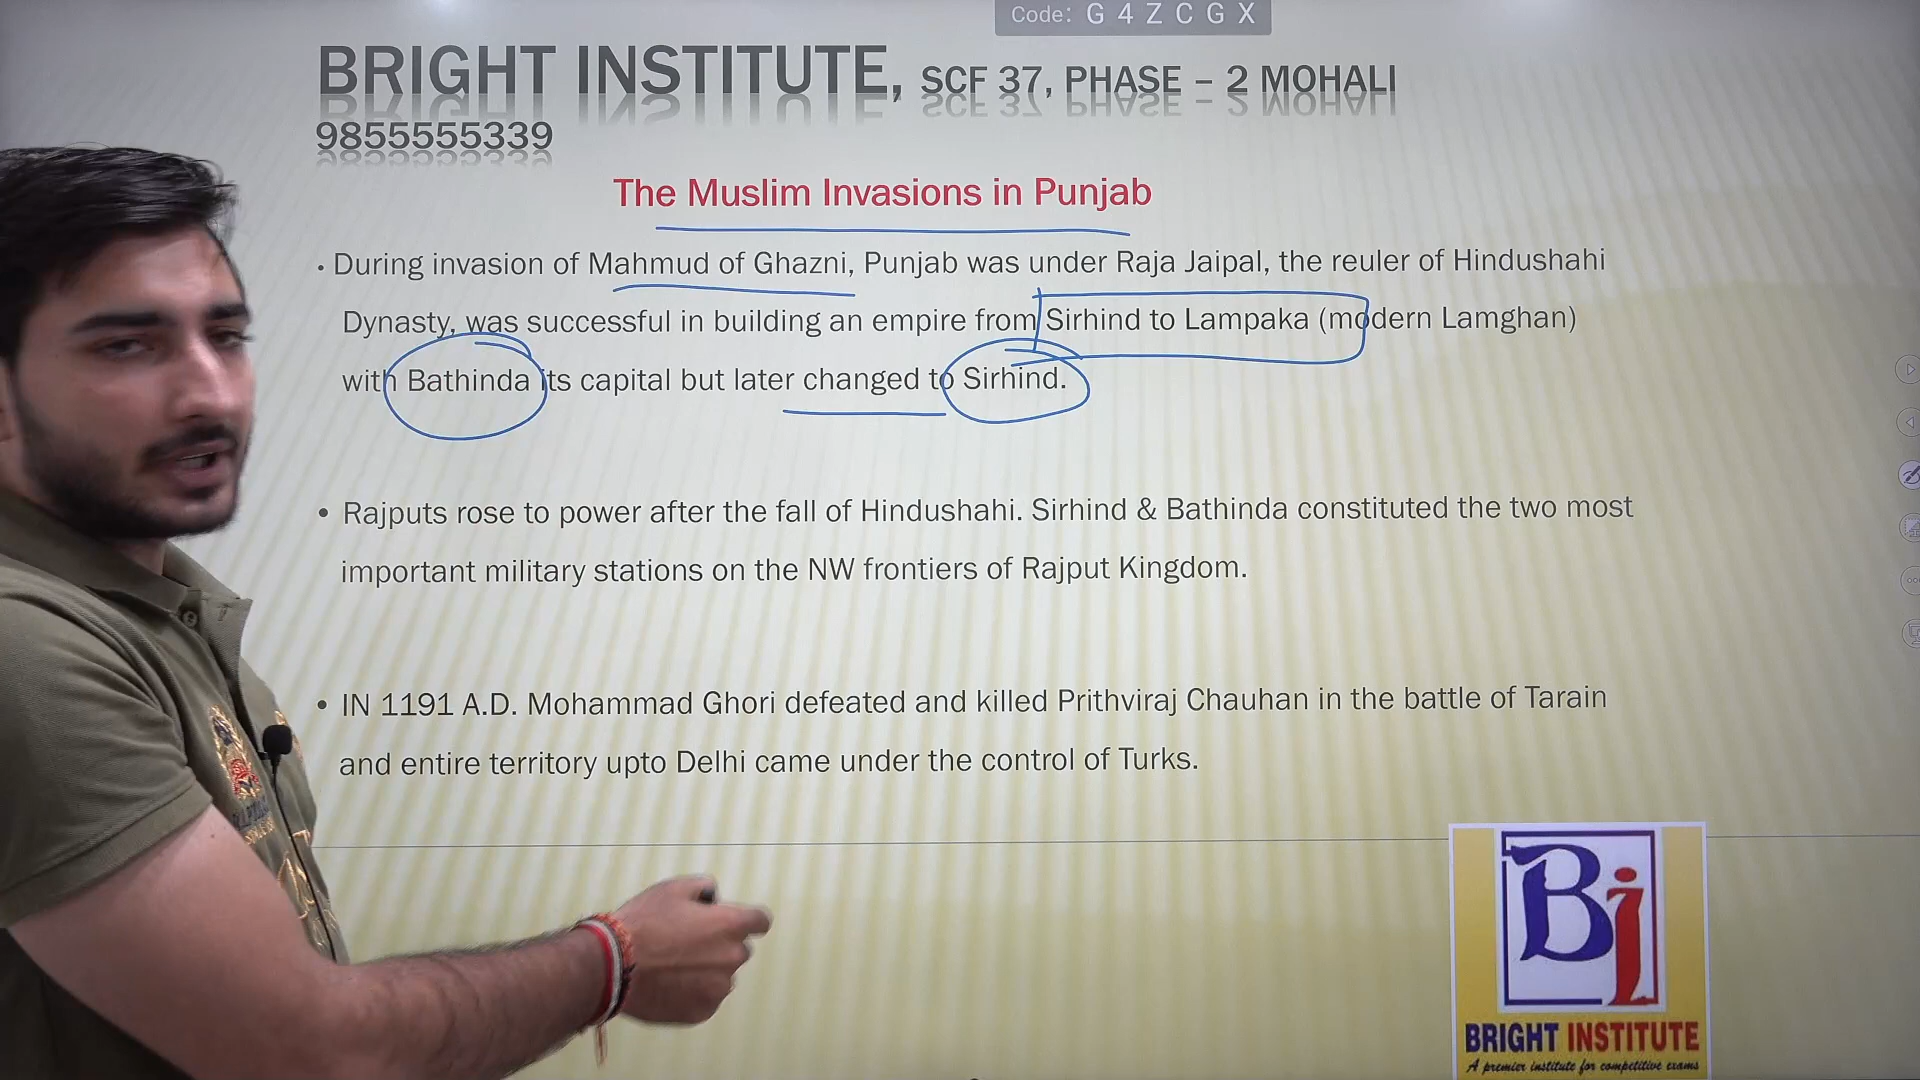 Code: G 4 Z C G X
BRIGHT INSTITUTE, SCF 37, PHASE – 2 MOHALI
9855555339
The Muslim Invasions in Punjab
• During invasion of Mahmud of Ghazni, Punjab was under Raja Jaipal, the reuler of Hindushahi
Dynasty, was successful in building an empire from Sirhind to Lampaka (modern Lamghan)
with Bathinda its capital but later changed to Sirhind.
• Rajputs rose to power after the fall of Hindushahi. Sirhind & Bathinda constituted the two most
important military stations on the NW frontiers of Rajput Kingdom.
• IN 1191 A.D. Mohammad Ghori defeated and killed Prithviraj Chauhan in the battle of Tarain
and entire territory upto Delhi came under the control of Turks.
Bi
BRIGHT INSTITUTE
A premier institute for competitive exams